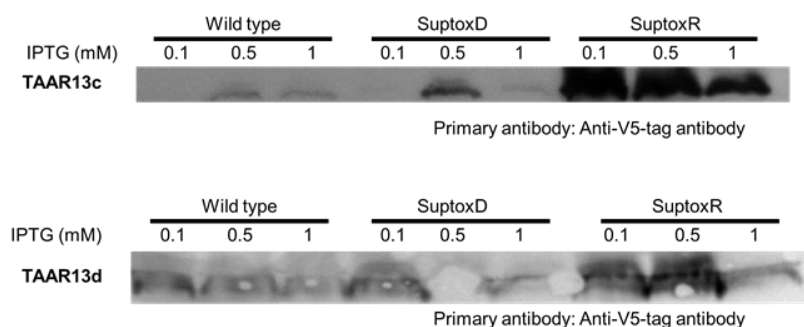 Wild type SuptoxD SuptoxR
IPTG (mM) 0.1 0.5 1 0.1 0.5 1 0.1 0.5 1
TAAR13c
Primary antibody: Anti-V5-tag antibody
Wild type SuptoxD SuptoxR
IPTG (mM) 0.1 0.5 1 0.1 0.5 1 0.1 0.5 1
TAAR13d
Primary antibody: Anti-V5-tag antibody